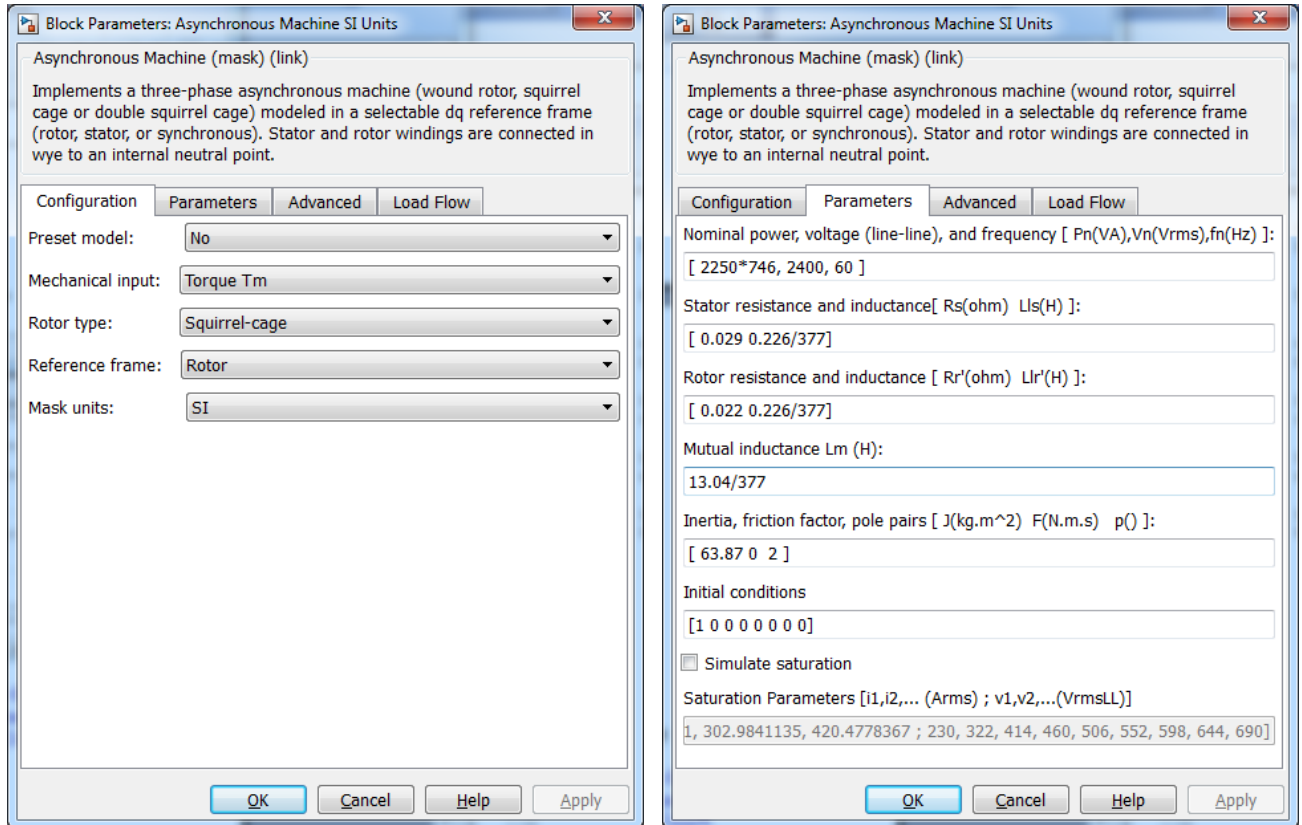 Block Parameters: Asynchronous Machine SI Units
Asynchronous Machine (mask) (link)
Implements a three-phase asynchronous machine (wound rotor, squirrel
cage or double squirrel cage) modeled in a selectable dq reference frame
(rotor, stator, or synchronous). Stator and rotor windings are connected in
wye to an internal neutral point.
Configuration Parameters Advanced Load Flow
Preset model: No
Mechanical input: Torque Tm
Rotor type: Squirrel-cage
Reference frame: Rotor
Mask units: SI
OK Cancel Help Apply
Block Parameters: Asynchronous Machine SI Units
Asynchronous Machine (mask) (link)
Implements a three-phase asynchronous machine (wound rotor, squirrel
cage or double squirrel cage) modeled in a selectable dq reference frame
(rotor, stator, or synchronous). Stator and rotor windings are connected in
wye to an internal neutral point.
Configuration Parameters Advanced Load Flow
Nominal power, voltage (line-line), and frequency [ Pn(VA),Vn(Vrms),fn(Hz) ]:
[ 2250*746, 2400, 60 ]
Stator resistance and inductance[ Rs(ohm) Lls(H) ]:
[ 0.029 0.226/377]
Rotor resistance and inductance [ Rr'(ohm) Llr'(H) ]:
[ 0.022 0.226/377]
Mutual inductance Lm (H):
13.04/377
Inertia, friction factor, pole pairs [ J(kg.m^2) F(N.m.s) p() ]:
[ 63.87 0 2 ]
Initial conditions
[1 0 0 0 0 0 0 0]
Simulate saturation
Saturation Parameters [i1,i2,... (Arms) ; v1,v2,...(VrmsLL)]
1, 302.9841135, 420.4778367 ; 230, 322, 414, 460, 506, 552, 598, 644, 690]
OK Cancel Help Apply